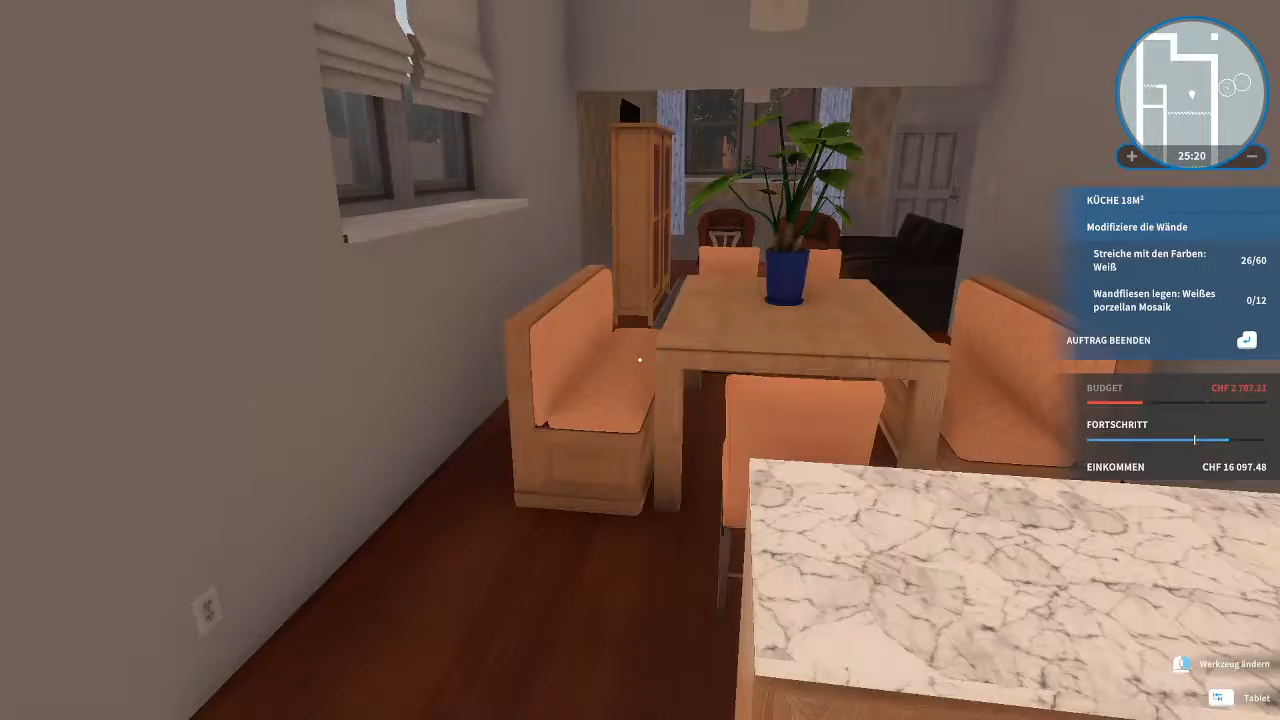 25:20
KÜCHE 18M²
Modifiziere die Wände
Streiche mit den Farben: 26/60
Weiß
Wandfliesen legen: Weißes 0/12
porzellan Mosaik
AUFTRAG BEENDEN
BUDGET CHF 2 707.21
FORTSCHRITT
EINKOMMEN CHF 16 097.48
Werkzeug ändern
Tablet